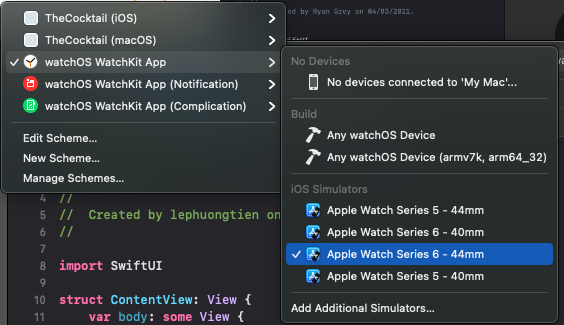 ated by Ryan Grey on 04/03/2021.
TheCocktail (iOS)
TheCocktail (macOS)
watchOS WatchKit App
watchOS WatchKit App (Notification)
watchOS WatchKit App (Complication)
Edit Scheme...
New Scheme...
Manage Schemes...
No Devices
No devices connected to 'My Mac'...
Build
Any watchOS Device
Any watchOS Device (armv7k, arm64_32)
iOS Simulators
Apple Watch Series 5 - 44mm
Apple Watch Series 6 - 40mm
Apple Watch Series 6 - 44mm
Apple Watch Series 5 - 40mm
Add Additional Simulators...
4 //
5 // Created by lephuongtien on
6 //
7
8 import SwiftUI
9
10 struct ContentView: View {
11 var body: some View {